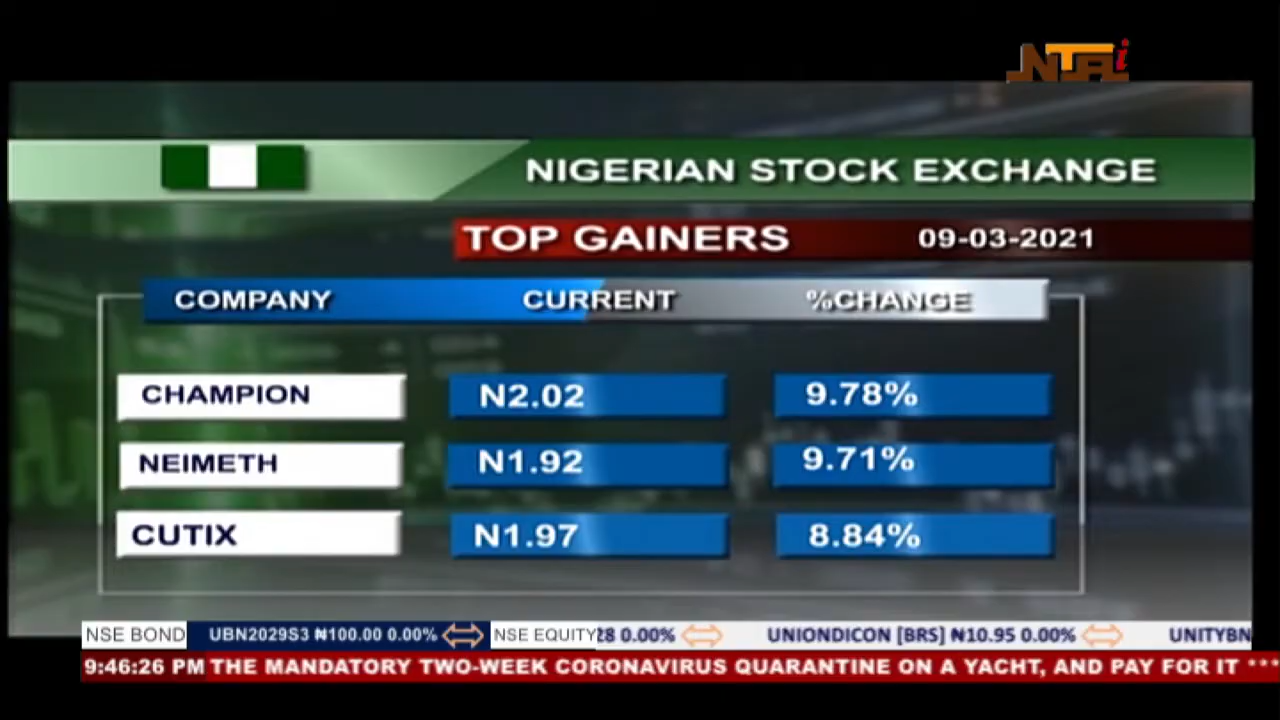 NTAi
NIGERIAN STOCK EXCHANGE
TOP GAINERS 09-03-2021
COMPANY CURRENT %CHANGE
CHAMPION N2.02 9.78%
NEIMETH N1.92 9.71%
CUTIX N1.97 8.84%
NSE BOND UBN2029S3 ₦100.00 0.00% NSE EQUITY 28 0.00% UNIONDICON [BRS] ₦10.95 0.00% UNITYBN
9:46:26 PM THE MANDATORY TWO-WEEK CORONAVIRUS QUARANTINE ON A YACHT, AND PAY FOR IT ***